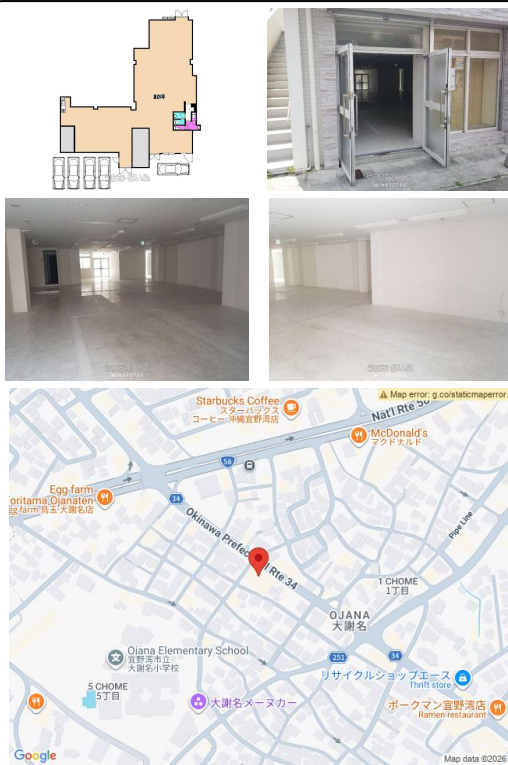 80坪
Starbucks Coffee
スターバックス
コーヒー 沖縄宜野湾店
Map error: g.co/staticmaperror
Nat'l Rte 58
McDonald's
マクドナルド
58
Egg farm
oritama,Ojanaten
egg farm 鳥玉 大謝名店
34
Okinawa Prefectural Rte 34
Pipe Line
1 CHOME
1丁目
OJANA
大謝名
Ojana Elementary School
宜野湾市立
大謝名小学校
251
34
リサイクルショップエース
Thrift store
5 CHOME
5丁目
大謝名メーヌカー
ポークマン宜野湾店
Ramen restaurant
Google
Map data ©2026